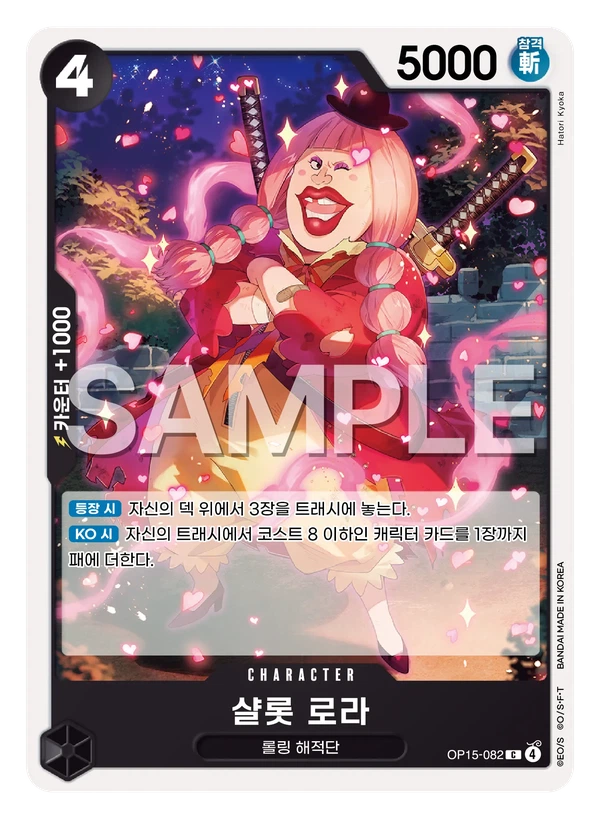 4
5000
참격
斬
Hatori Kyoka
⚡카운터 +1000
SAMPLE
등장 시 자신의 덱 위에서 3장을 트래시에 놓는다.
KO 시 자신의 트래시에서 코스트 8 이하인 캐릭터 카드를 1장까지
패에 더한다.
CHARACTER
샬롯 로라
롤링 해적단
OP15-082 C 4
©EO/S ©O/S·F·T BANDAI MADE IN KOREA